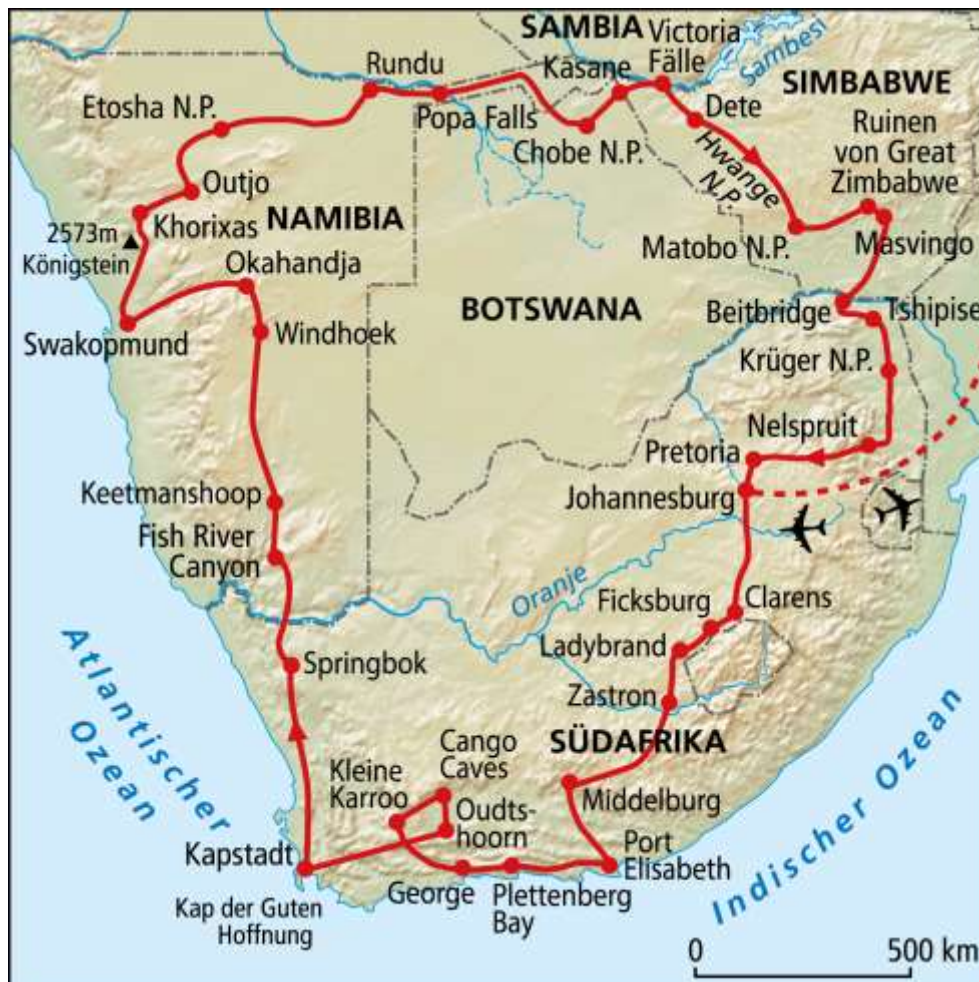 SAMBIA
Victoria
Fälle
Sambesi
Rundu
Kasane
SIMBABWE
Etosha N.P.
Popa Falls
Dete
Chobe N.P.
Hwange
N.P.
Ruinen
von Great
Zimbabwe
Outjo
Khorixas
NAMIBIA
2573m
Königstein
Matobo N.P.
Masvingo
Okahandja
BOTSWANA
Beitbridge
Tshipise
Swakopmund
Windhoek
Krüger N.P.
Nelspruit
Pretoria
Johannesburg
Keetmanshoop
Fish River
Canyon
Oranje
Ficksburg
Clarens
Ladybrand
Springbok
Zastron
Atlantischer
Ozean
SÜDAFRIKA
Cango
Caves
Kleine
Karroo
Oudts-
hoorn
Middelburg
Indischer Ozean
Kapstadt
Port
Elisabeth
George
Plettenberg
Bay
Kap der Guten
Hoffnung
0 500 km